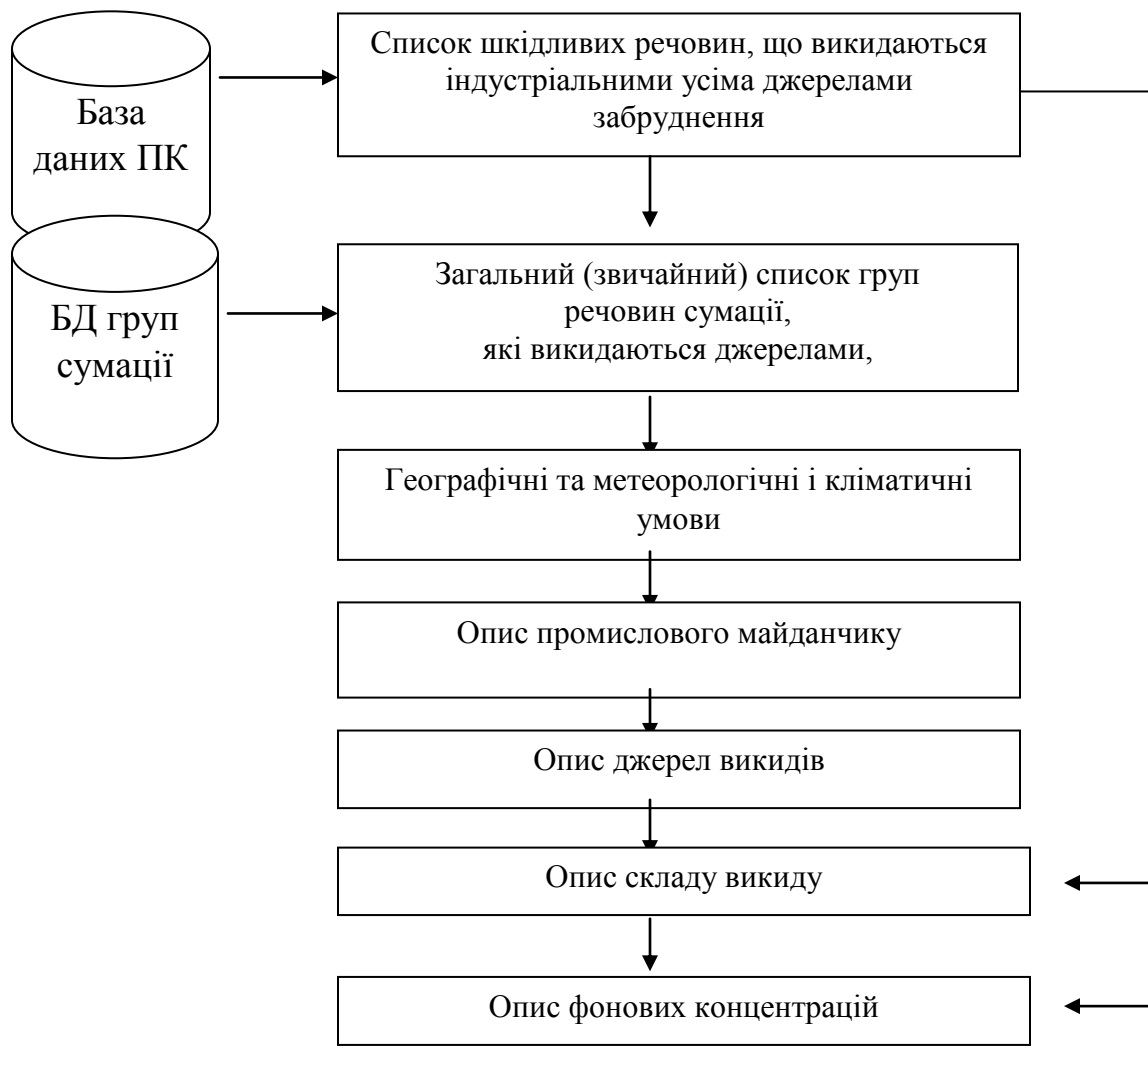 База
даних ПК
Список шкідливих речовин, що викидаються
індустріальними усіма джерелами
забруднення
БД груп
сумації
Загальний (звичайний) список груп
речовин сумації,
які викидаються джерелами,
Географічні та метеорологічні і кліматичні
умови
Опис промислового майданчику
Опис джерел викидів
Опис складу викиду
Опис фонових концентрацій